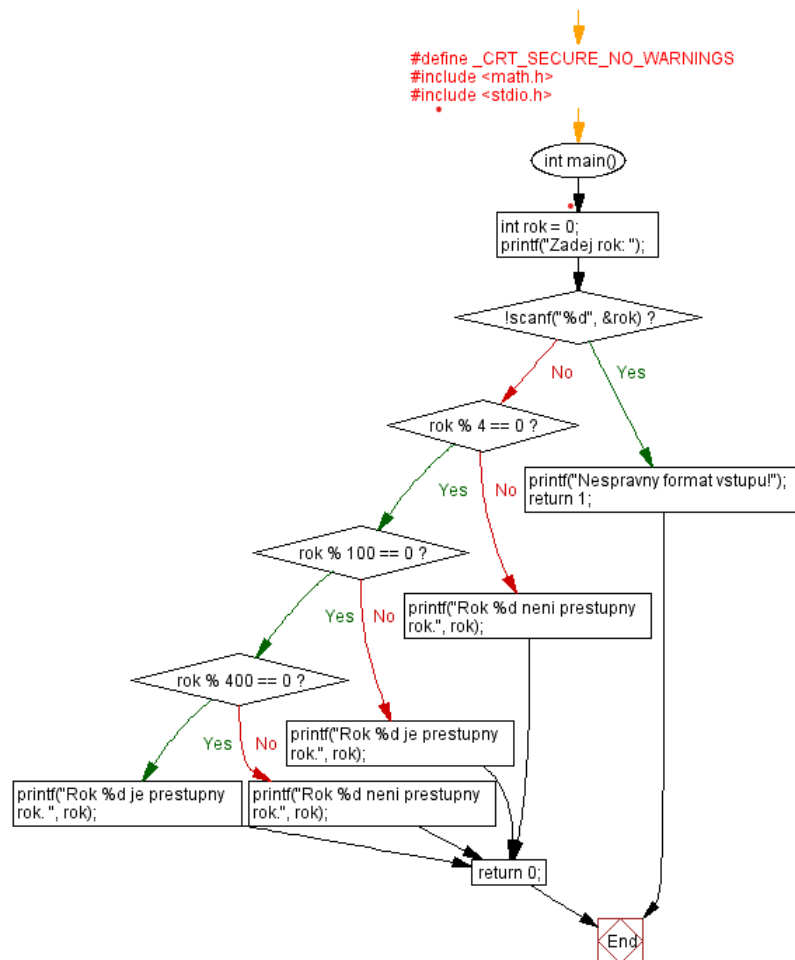 #define _CRT_SECURE_NO_WARNINGS
#include <math.h>
#include <stdio.h>
int main()
int rok = 0;
printf("Zadej rok: ");
!scanf("%d", &rok) ?
No
Yes
rok % 4 == 0 ?
printf("Nespravny format vstupu!");
return 1;
Yes
No
rok % 100 == 0 ?
printf("Rok %d neni prestupny
rok.", rok);
Yes
No
rok % 400 == 0 ?
printf("Rok %d je prestupny
rok.", rok);
Yes
No
printf("Rok %d je prestupny
rok. ", rok);
printf("Rok %d neni prestupny
rok.", rok);
return 0;
End